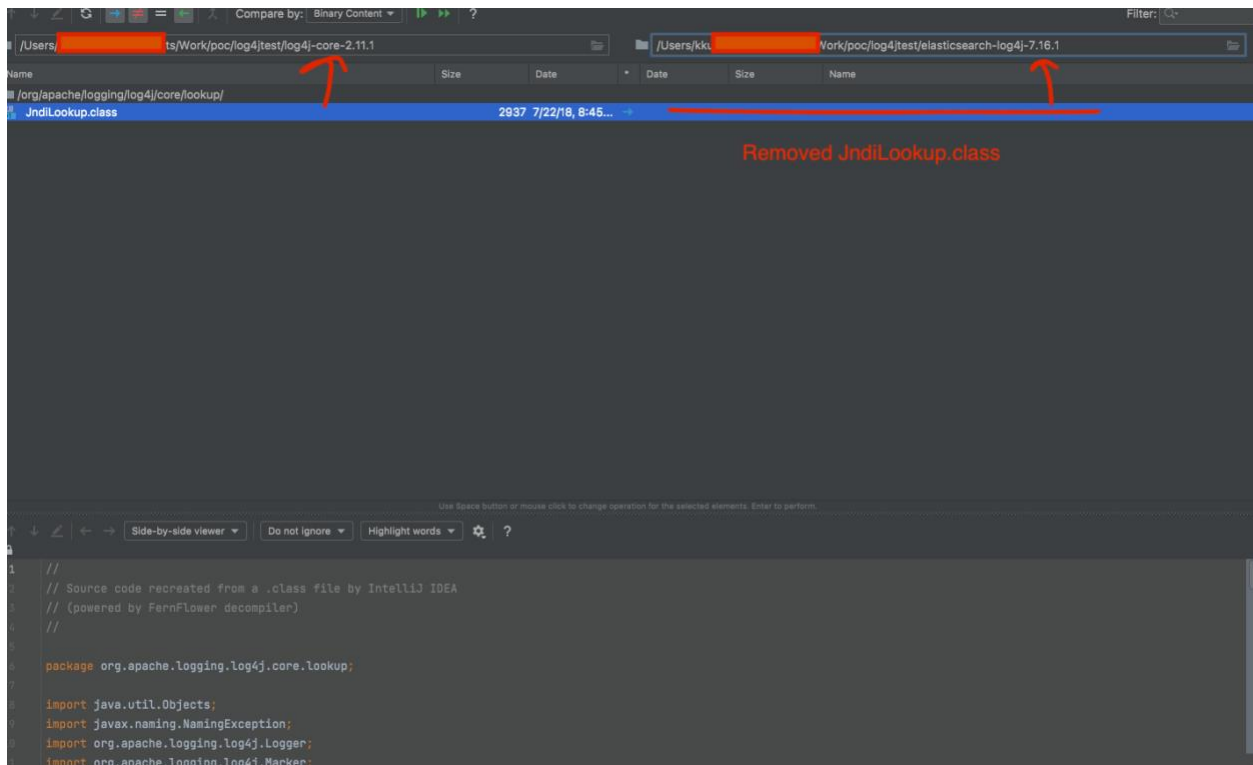 Compare by: Binary Content ?
Filter:
/Users/ ts/Work/poc/log4jtest/log4j-core-2.11.1
/Users/kku Work/poc/log4jtest/elasticsearch-log4j-7.16.1
Name Size Date * Date Size Name
/org/apache/logging/log4j/core/lookup/
JndiLookup.class 2937 7/22/18, 8:45...
Removed JndiLookup.class
Use Space button or mouse click to change operation for the selected elements. Enter to perform.
Side-by-side viewer Do not ignore Highlight words ?
1 //
2 // Source code recreated from a .class file by IntelliJ IDEA
3 // (powered by FernFlower decompiler)
4 //
5
6 package org.apache.logging.log4j.core.lookup;
7
8 import java.util.Objects;
9 import javax.naming.NamingException;
0 import org.apache.logging.log4j.Logger;
import org.apache.logging.log4j.Marker;